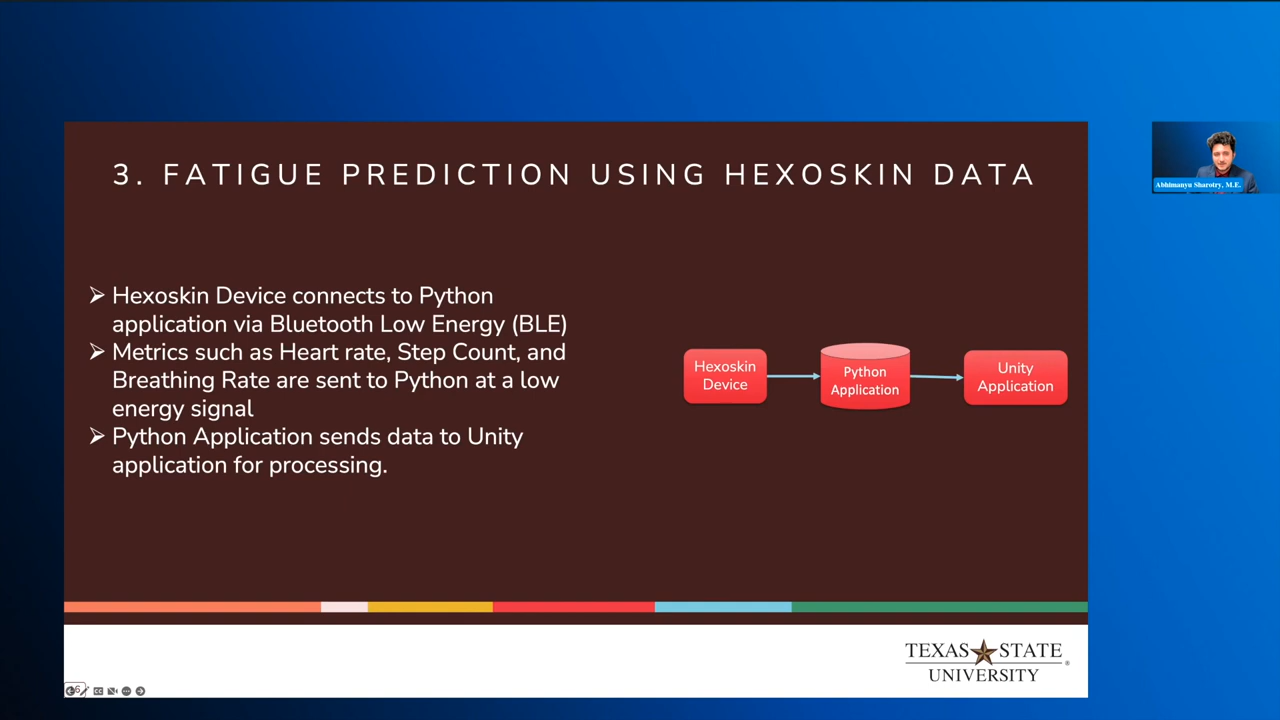 3. FATIGUE PREDICTION USING HEXOSKIN DATA
Abhimanyu Sharotry, M.E.
➢ Hexoskin Device connects to Python
application via Bluetooth Low Energy (BLE)
➢ Metrics such as Heart rate, Step Count, and
Breathing Rate are sent to Python at a low
energy signal
➢ Python Application sends data to Unity
application for processing.
Hexoskin
Device
Python
Application
Unity
Application
TEXAS STATE
UNIVERSITY
®